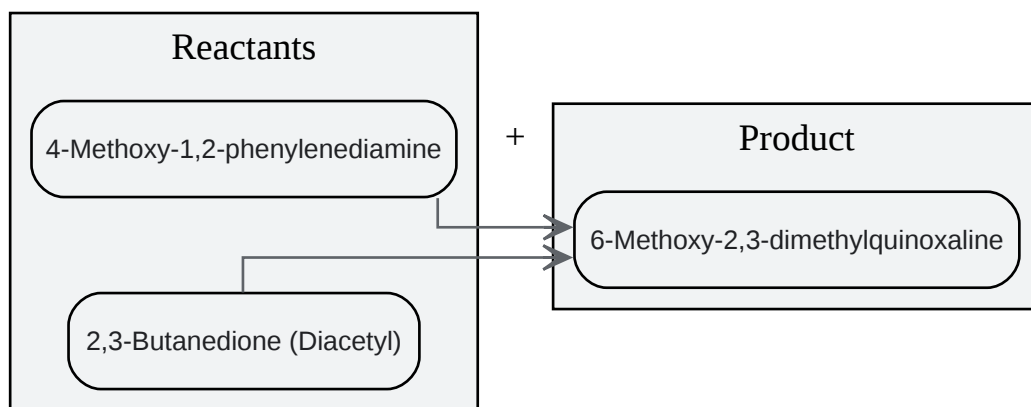 Reactants
4-Methoxy-1,2-phenylenediamine
2,3-Butanedione (Diacetyl)
+
Product
6-Methoxy-2,3-dimethylquinoxaline